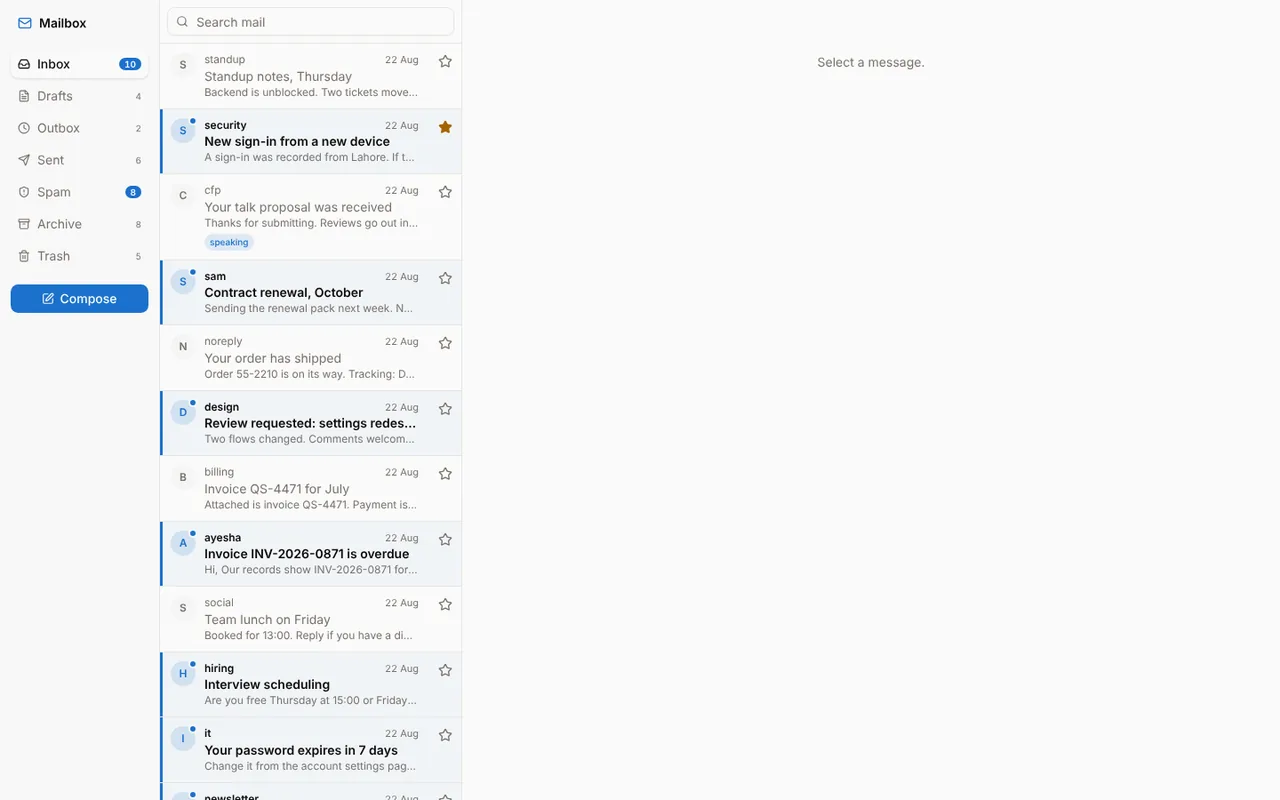 Mailbox
Inbox 10
Drafts 4
Outbox 2
Sent 6
Spam 8
Archive 8
Trash 5
Compose
Search mail
S standup 22 Aug
Standup notes, Thursday
Backend is unblocked. Two tickets move...
S security 22 Aug
New sign-in from a new device
A sign-in was recorded from Lahore. If t...
C cfp 22 Aug
Your talk proposal was received
Thanks for submitting. Reviews go out in...
speaking
S sam 22 Aug
Contract renewal, October
Sending the renewal pack next week. N...
N noreply 22 Aug
Your order has shipped
Order 55-2210 is on its way. Tracking: D...
D design 22 Aug
Review requested: settings redes...
Two flows changed. Comments welcom...
B billing 22 Aug
Invoice QS-4471 for July
Attached is invoice QS-4471. Payment is...
A ayesha 22 Aug
Invoice INV-2026-0871 is overdue
Hi, Our records show INV-2026-0871 for...
S social 22 Aug
Team lunch on Friday
Booked for 13:00. Reply if you have a di...
H hiring 22 Aug
Interview scheduling
Are you free Thursday at 15:00 or Friday...
I it 22 Aug
Your password expires in 7 days
Change it from the account settings pag...
newsletter 22 Aug
Select a message.